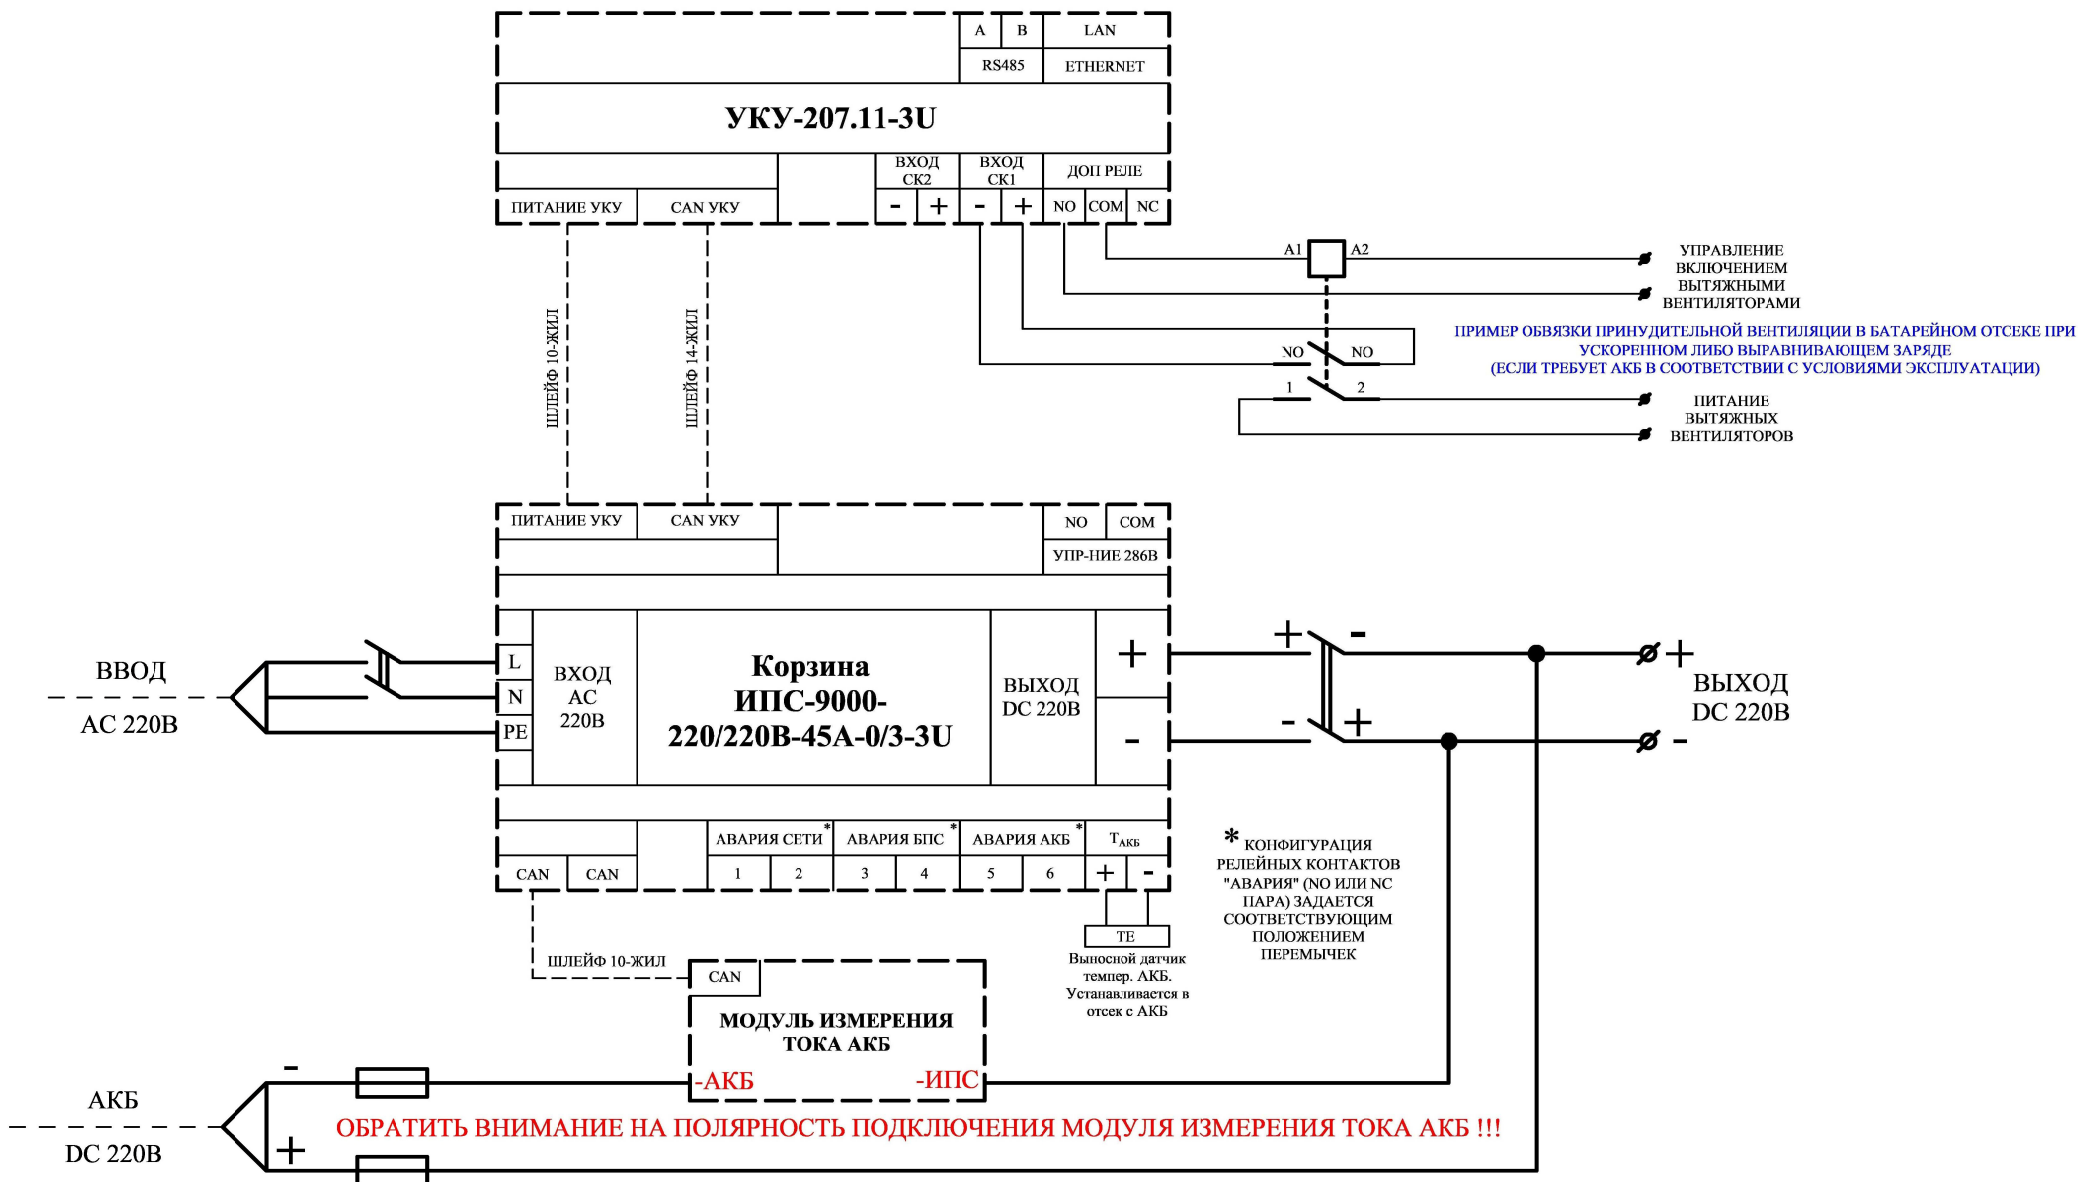 A B LAN
RS485 ETHERNET
УКУ-207.11-3U
ВХОД СК2
ВХОД СК1
ДОП РЕЛЕ
ПИТАНИЕ УКУ CAN УКУ - + - + NO COM NC
ШЛЕЙФ 10-ЖИЛ
ШЛЕЙФ 14-ЖИЛ
A1 A2
УПРАВЛЕНИЕ
ВКЛЮЧЕНИЕМ
ВЫТЯЖНЫМИ
ВЕНТИЛЯТОРАМИ
ПРИМЕР ОБВЯЗКИ ПРИНУДИТЕЛЬНОЙ ВЕНТИЛЯЦИИ В БАТАРЕЙНОМ ОТСЕКЕ ПРИ
УСКОРЕННОМ ЛИБО ВЫРАВНИВАЮЩЕМ ЗАРЯДЕ
(ЕСЛИ ТРЕБУЕТ АКБ В СООТВЕТСТВИИ С УСЛОВИЯМИ ЭКСПЛУАТАЦИИ)
NO NO
1 2
ПИТАНИЕ
ВЫТЯЖНЫХ
ВЕНТИЛЯТОРОВ
ПИТАНИЕ УКУ CAN УКУ NO COM
УПР-НИЕ 286В
ВВОД
AC 220В
L
N
PE
ВХОД
AC
220В
Корзина
ИПС-9000-
220/220В-45А-0/3-3U
ВЫХОД
DC 220В
+
-
+ -
- +
+
-
ВЫХОД
DC 220В
АВАРИЯ СЕТИ* АВАРИЯ БПС* АВАРИЯ АКБ* TАКБ
CAN CAN 1 2 3 4 5 6 + -
TE
Выносной датчик
темпер. АКБ.
Устанавливается в
отсек с АКБ
* КОНФИГУРАЦИЯ
РЕЛЕЙНЫХ КОНТАКТОВ
"АВАРИЯ" (NO ИЛИ NC
ПАРА) ЗАДАЕТСЯ
СООТВЕТСТВУЮЩИМ
ПОЛОЖЕНИЕМ
ПЕРЕМЫЧЕК
ШЛЕЙФ 10-ЖИЛ
CAN
МОДУЛЬ ИЗМЕРЕНИЯ
ТОКА АКБ
-АКБ -ИПС
АКБ
DC 220В
-
+
ОБРАТИТЬ ВНИМАНИЕ НА ПОЛЯРНОСТЬ ПОДКЛЮЧЕНИЯ МОДУЛЯ ИЗМЕРЕНИЯ ТОКА АКБ !!!